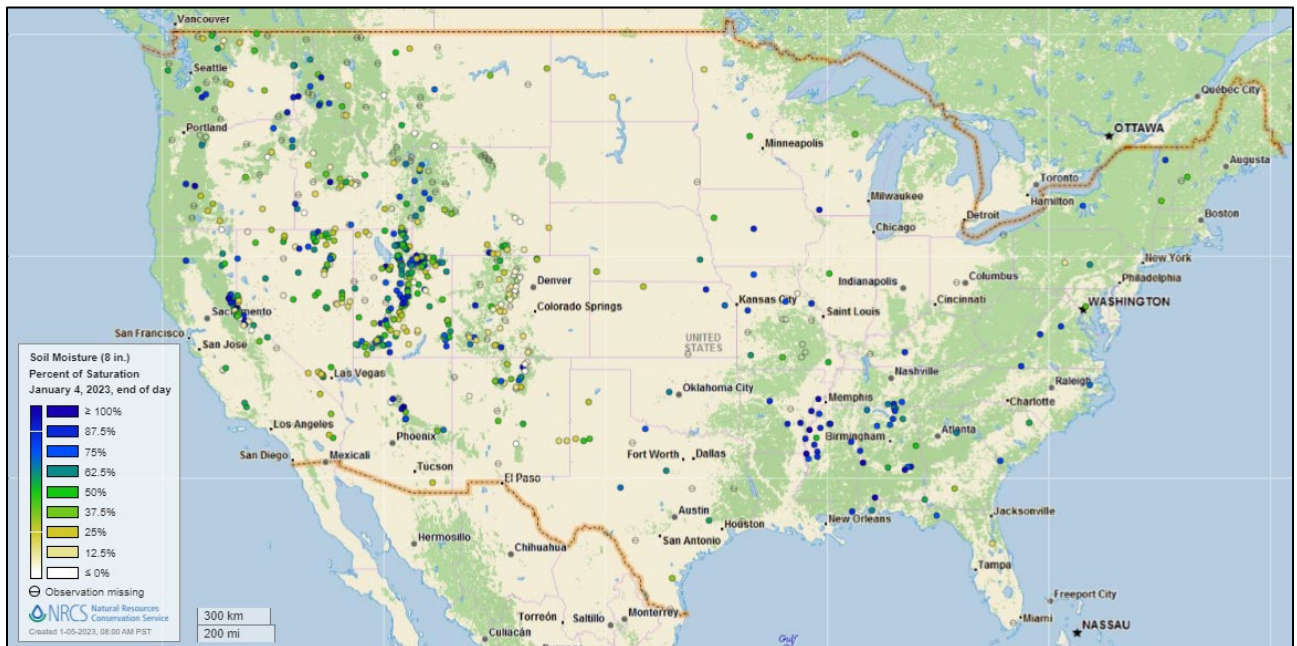 Vancouver
Seattle
Portland
Québec City
OTTAWA
Minneapolis
Augusta
Toronto
Hamilton
Milwaukee
Detroit
Boston
Chicago
New York
Denver
Indianapolis
Columbus
Philadelphia
Colorado Springs
Kansas City
Cincinnati
WASHINGTON
Sacramento
Saint Louis
San Francisco
UNITED
STATES
San Jose
Las Vegas
Nashville
Raleigh
Oklahoma City
Memphis
Charlotte
Los Angeles
Phoenix
Birmingham
Atlanta
San Diego
Mexicali
Fort Worth
Dallas
Tucson
El Paso
Austin
Houston
New Orleans
Jacksonville
Hermosillo
San Antonio
Chihuahua
Tampa
Freeport City
Torreón
Saltillo
Monterrey
Miami
Culiacán
NASSAU
Gulf
Soil Moisture (8 in.)
Percent of Saturation
January 4, 2023, end of day
≥ 100%
87.5%
75%
62.5%
50%
37.5%
25%
12.5%
≤ 0%
Observation missing
NRCS Natural Resources
Conservation Service
Created 1-05-2023, 08:00 AM PST
300 km
200 mi